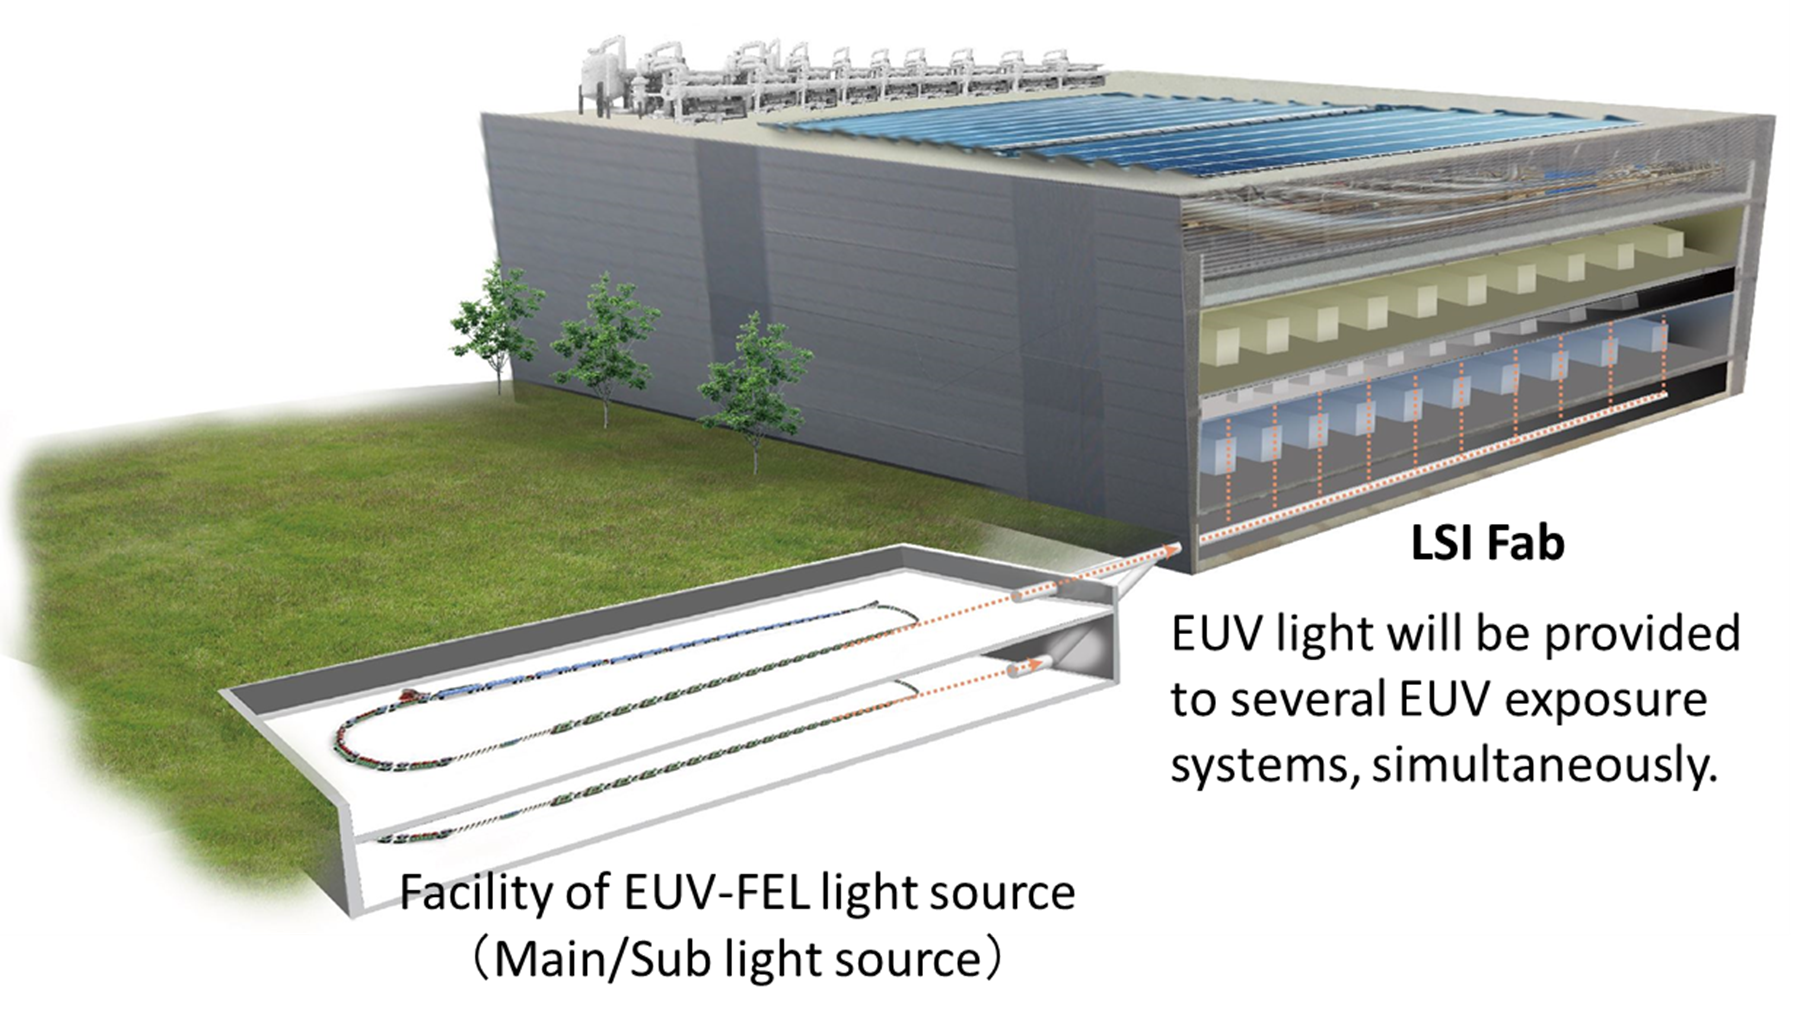 LSI Fab
EUV light will be provided
to several EUV exposure
systems, simultaneously.
Facility of EUV-FEL light source
（Main/Sub light source）